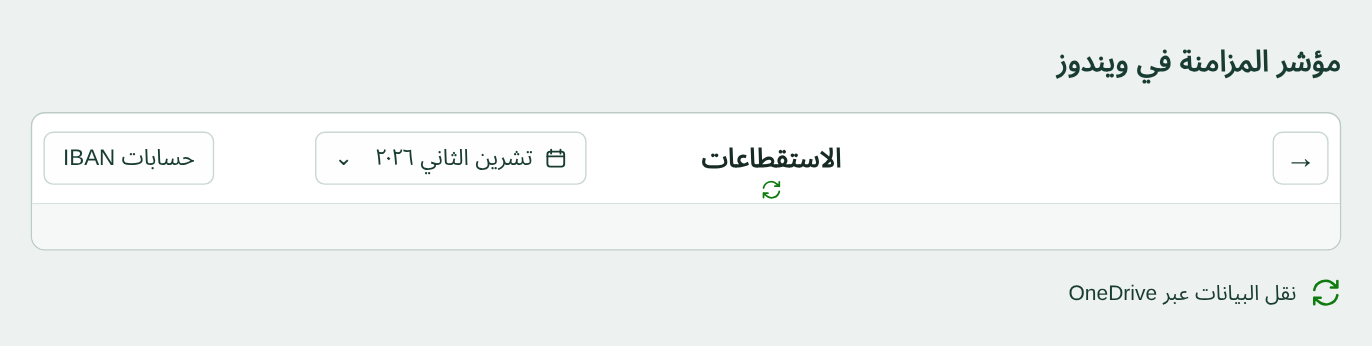 مؤشر المزامنة في ويندوز
→
الاستقطاعات
تشرين الثاني ٢٠٢٦
حسابات IBAN
نقل البيانات عبر OneDrive